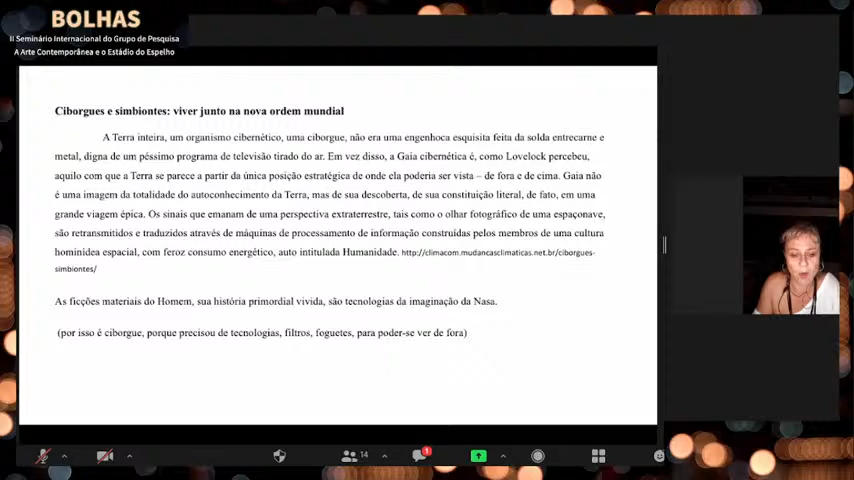 BOLHAS
II Seminário Internacional do Grupo de Pesquisa
A Arte Contemporânea e o Estádio do Espelho
Ciborgues e simbiontes: viver junto na nova ordem mundial
A Terra inteira, um organismo cibernético, uma ciborgue, não era uma engenhoca esquisita feita da solda entrecarne e
metal, digna de um péssimo programa de televisão tirado do ar. Em vez disso, a Gaia cibernética é, como Lovelock percebeu,
aquilo com que a Terra se parece a partir da única posição estratégica de onde ela poderia ser vista – de fora e de cima. Gaia não
é uma imagem da totalidade do autoconhecimento da Terra, mas de sua descoberta, de sua constituição literal, de fato, em uma
grande viagem épica. Os sinais que emanam de uma perspectiva extraterrestre, tais como o olhar fotográfico de uma espaçonave,
são retransmitidos e traduzidos através de máquinas de processamento de informação construídas pelos membros de uma cultura
hominídea espacial, com feroz consumo energético, auto intitulada Humanidade. http://climacom.mudancasclimaticas.net.br/ciborgues-
simbiontes/
As ficções materiais do Homem, sua história primordial vivida, são tecnologias da imaginação da Nasa.
(por isso é ciborgue, porque precisou de tecnologias, filtros, foguetes, para poder-se ver de fora)
14
1